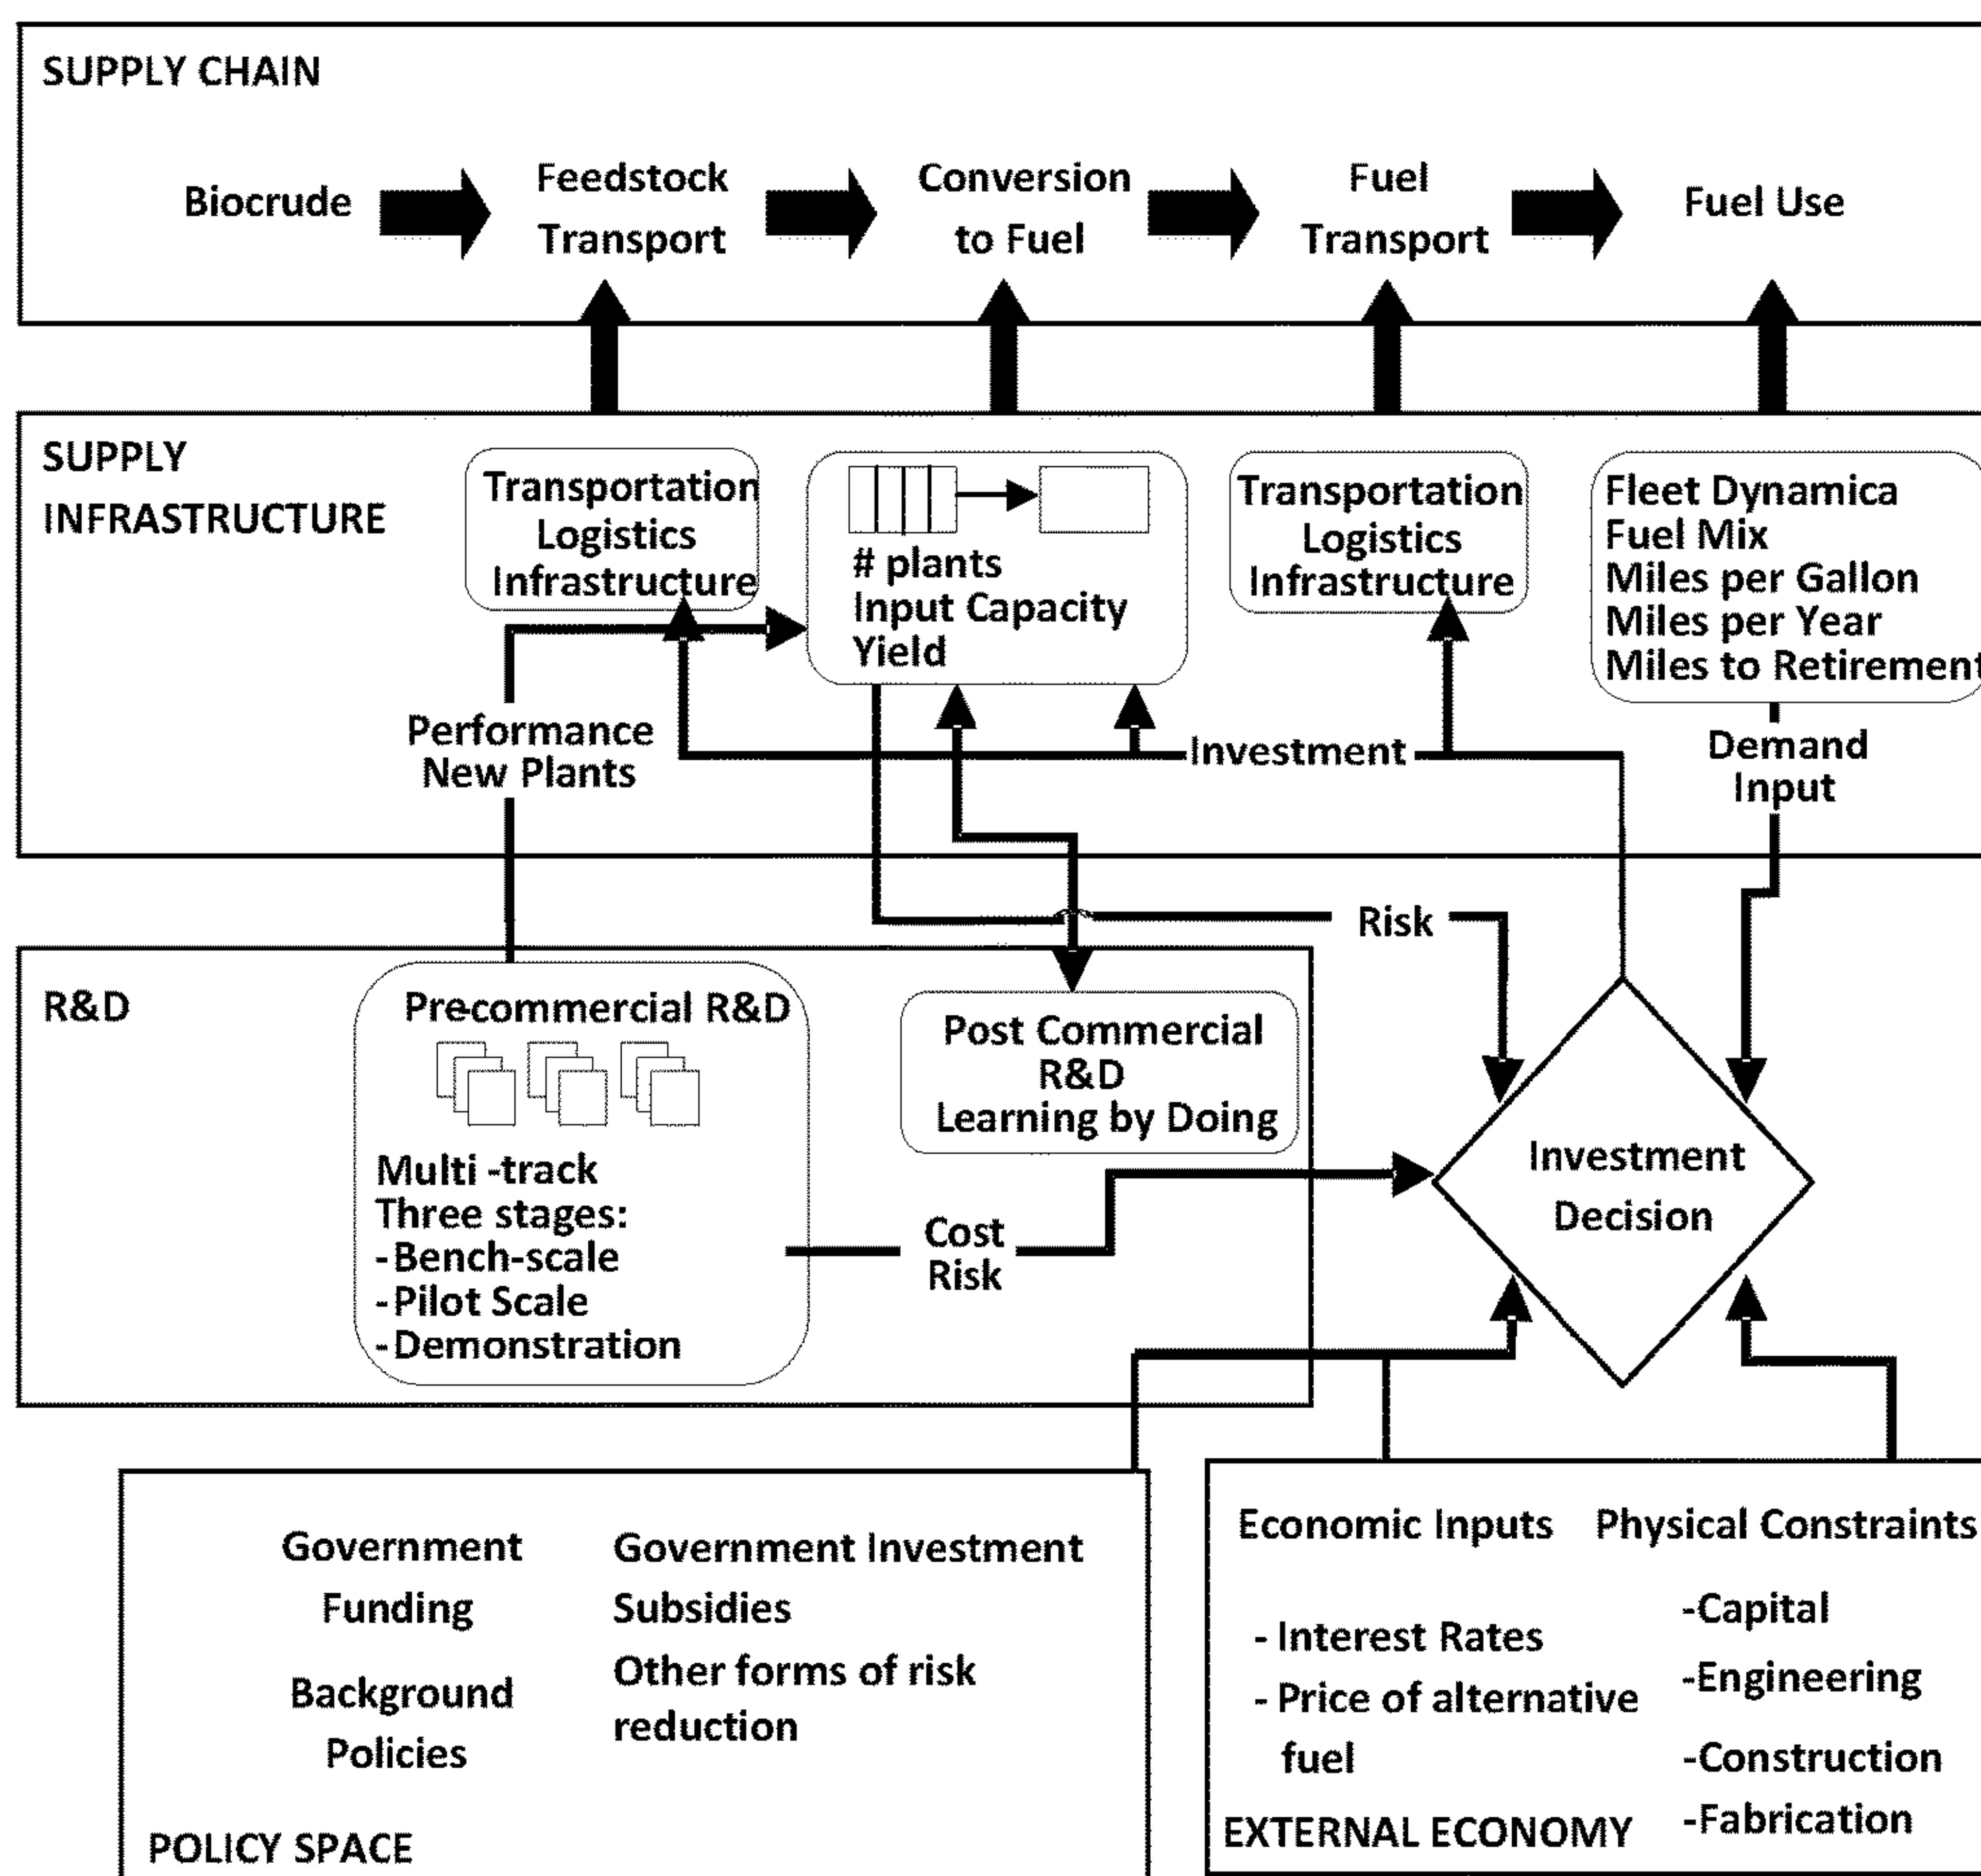 SUPPLY CHAIN
Biocrude
Feedstock
Transport
Conversion
to Fuel
Fuel
Transport
Fuel Use
SUPPLY
INFRASTRUCTURE
Transportation
Logistics
Infrastructure
# plants
Input Capacity
Yield
Transportation
Logistics
Infrastructure
Fleet Dynamica
Fuel Mix
Miles per Gallon
Miles per Year
Miles to Retirement
Performance
New Plants
Investment
Demand
Input
Risk
R&D
Pre-commercial R&D
Multi -track
Three stages:
-Bench-scale
-Pilot Scale
-Demonstration
Post Commercial
R&D
Learning by Doing
Cost
Risk
Investment
Decision
Government
Funding
Background
Policies
Government Investment
Subsidies
Other forms of risk
reduction
POLICY SPACE
Economic Inputs
- Interest Rates
- Price of alternative
fuel
Physical Constraints
-Capital
-Engineering
-Construction
-Fabrication
EXTERNAL ECONOMY